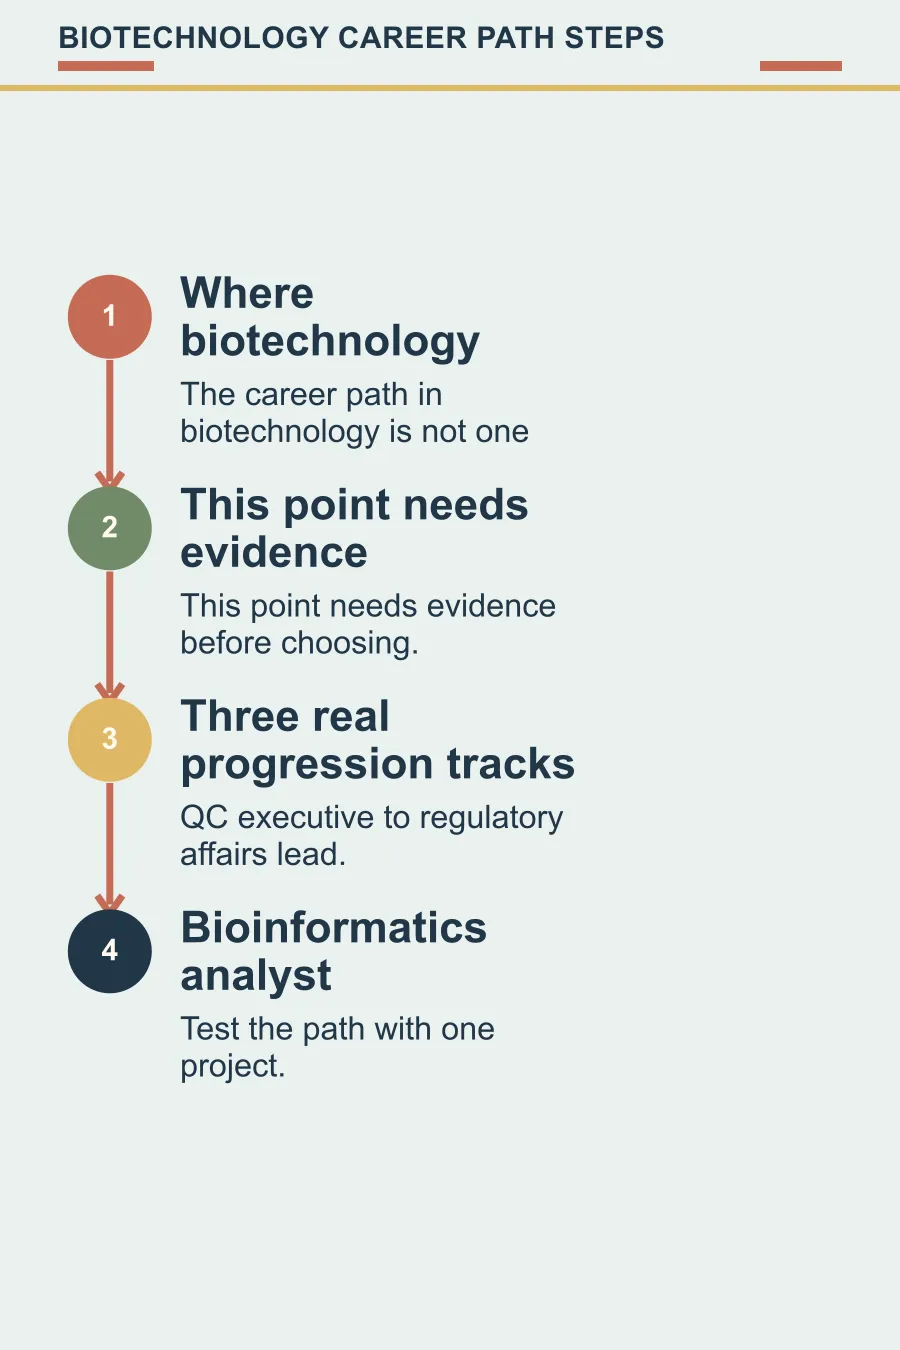 BIOTECHNOLOGY CAREER PATH STEPS
1
Where
biotechnology
The career path in
biotechnology is not one
2
This point needs
evidence
This point needs evidence
before choosing.
3
Three real
progression tracks
QC executive to regulatory
affairs lead.
4
Bioinformatics
analyst
Test the path with one
project.